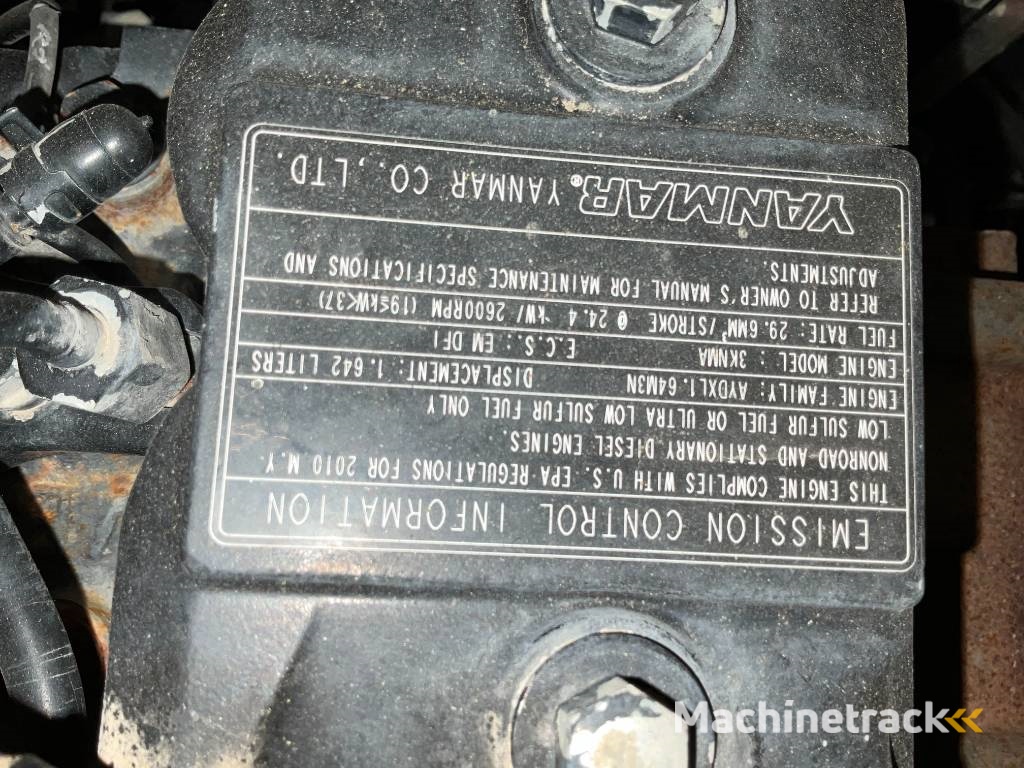 EMISSION CONTROL INFORMATION
THIS ENGINE COMPLIES WITH U.S. EPA REGULATIONS FOR 2010 M.Y.
NONROAD AND STATIONARY DIESEL ENGINES.
LOW SULFUR FUEL OR ULTRA LOW SULFUR FUEL ONLY
ENGINE FAMILY: AYDX1.64M3N DISPLACEMENT: 1.642 LITERS
ENGINE MODEL : 3KNMA E.C.S.: EM DFI
FUEL RATE: 29.6MM³/STROKE @ 24.4 kW/ 2600RPM (19≤kW<37)
REFER TO OWNER'S MANUAL FOR MAINTENANCE SPECIFICATIONS AND
ADJUSTMENTS.
YANMAR® YANMAR CO.,LTD.
Machinetrack